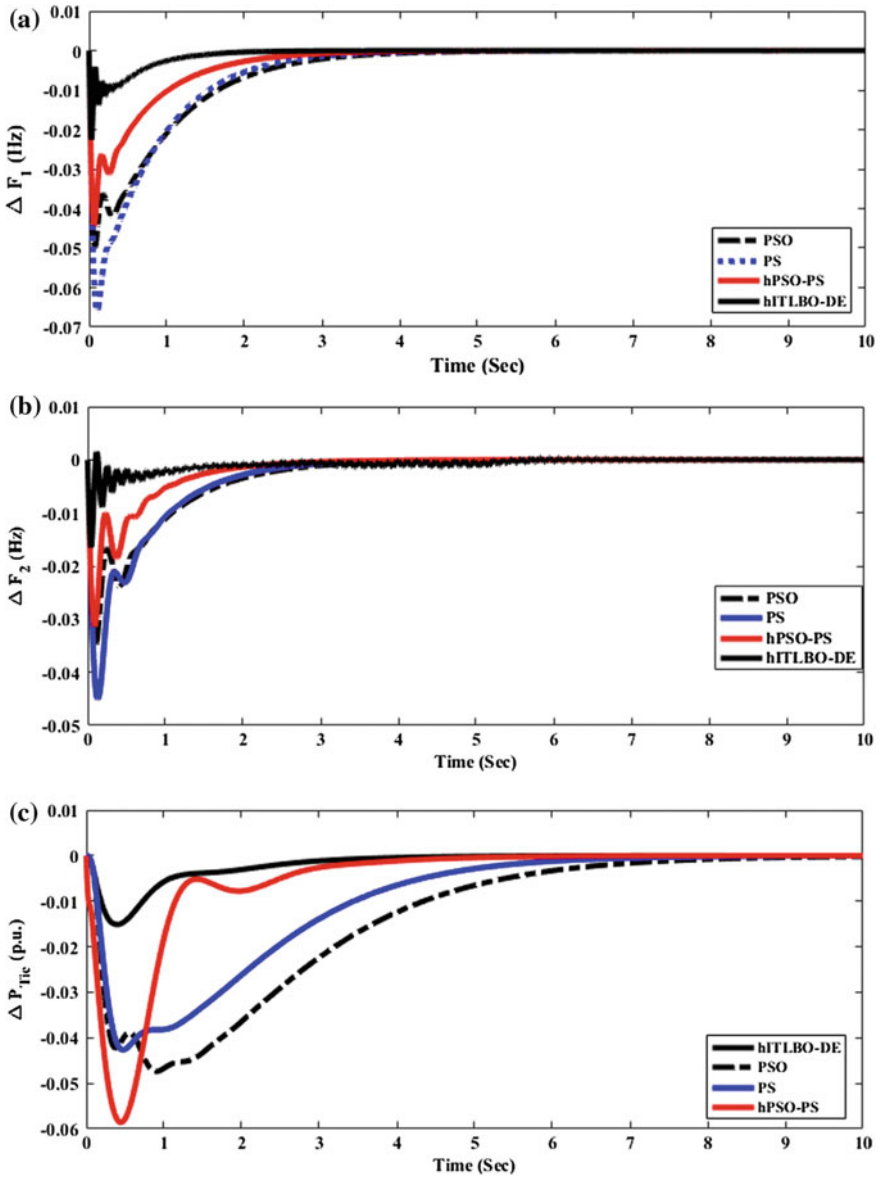 (a)
0.01
0
-0.01
-0.02
-0.03
-0.04
-0.05
-0.06
-0.07
Δ F1 (Hz)
PSO
PS
hPSO-PS
hITLBO-DE
0 1 2 3 4 5 6 7 8 9 10
Time (Sec)
(b)
0.01
0
-0.01
-0.02
-0.03
-0.04
-0.05
Δ F2 (Hz)
PSO
PS
hPSO-PS
hITLBO-DE
0 1 2 3 4 5 6 7 8 9 10
Time (Sec)
(c)
0.01
0
-0.01
-0.02
-0.03
-0.04
-0.05
-0.06
Δ PTie (p.u.)
hITLBO-DE
PSO
PS
hPSO-PS
0 1 2 3 4 5 6 7 8 9 10
Time (Sec)